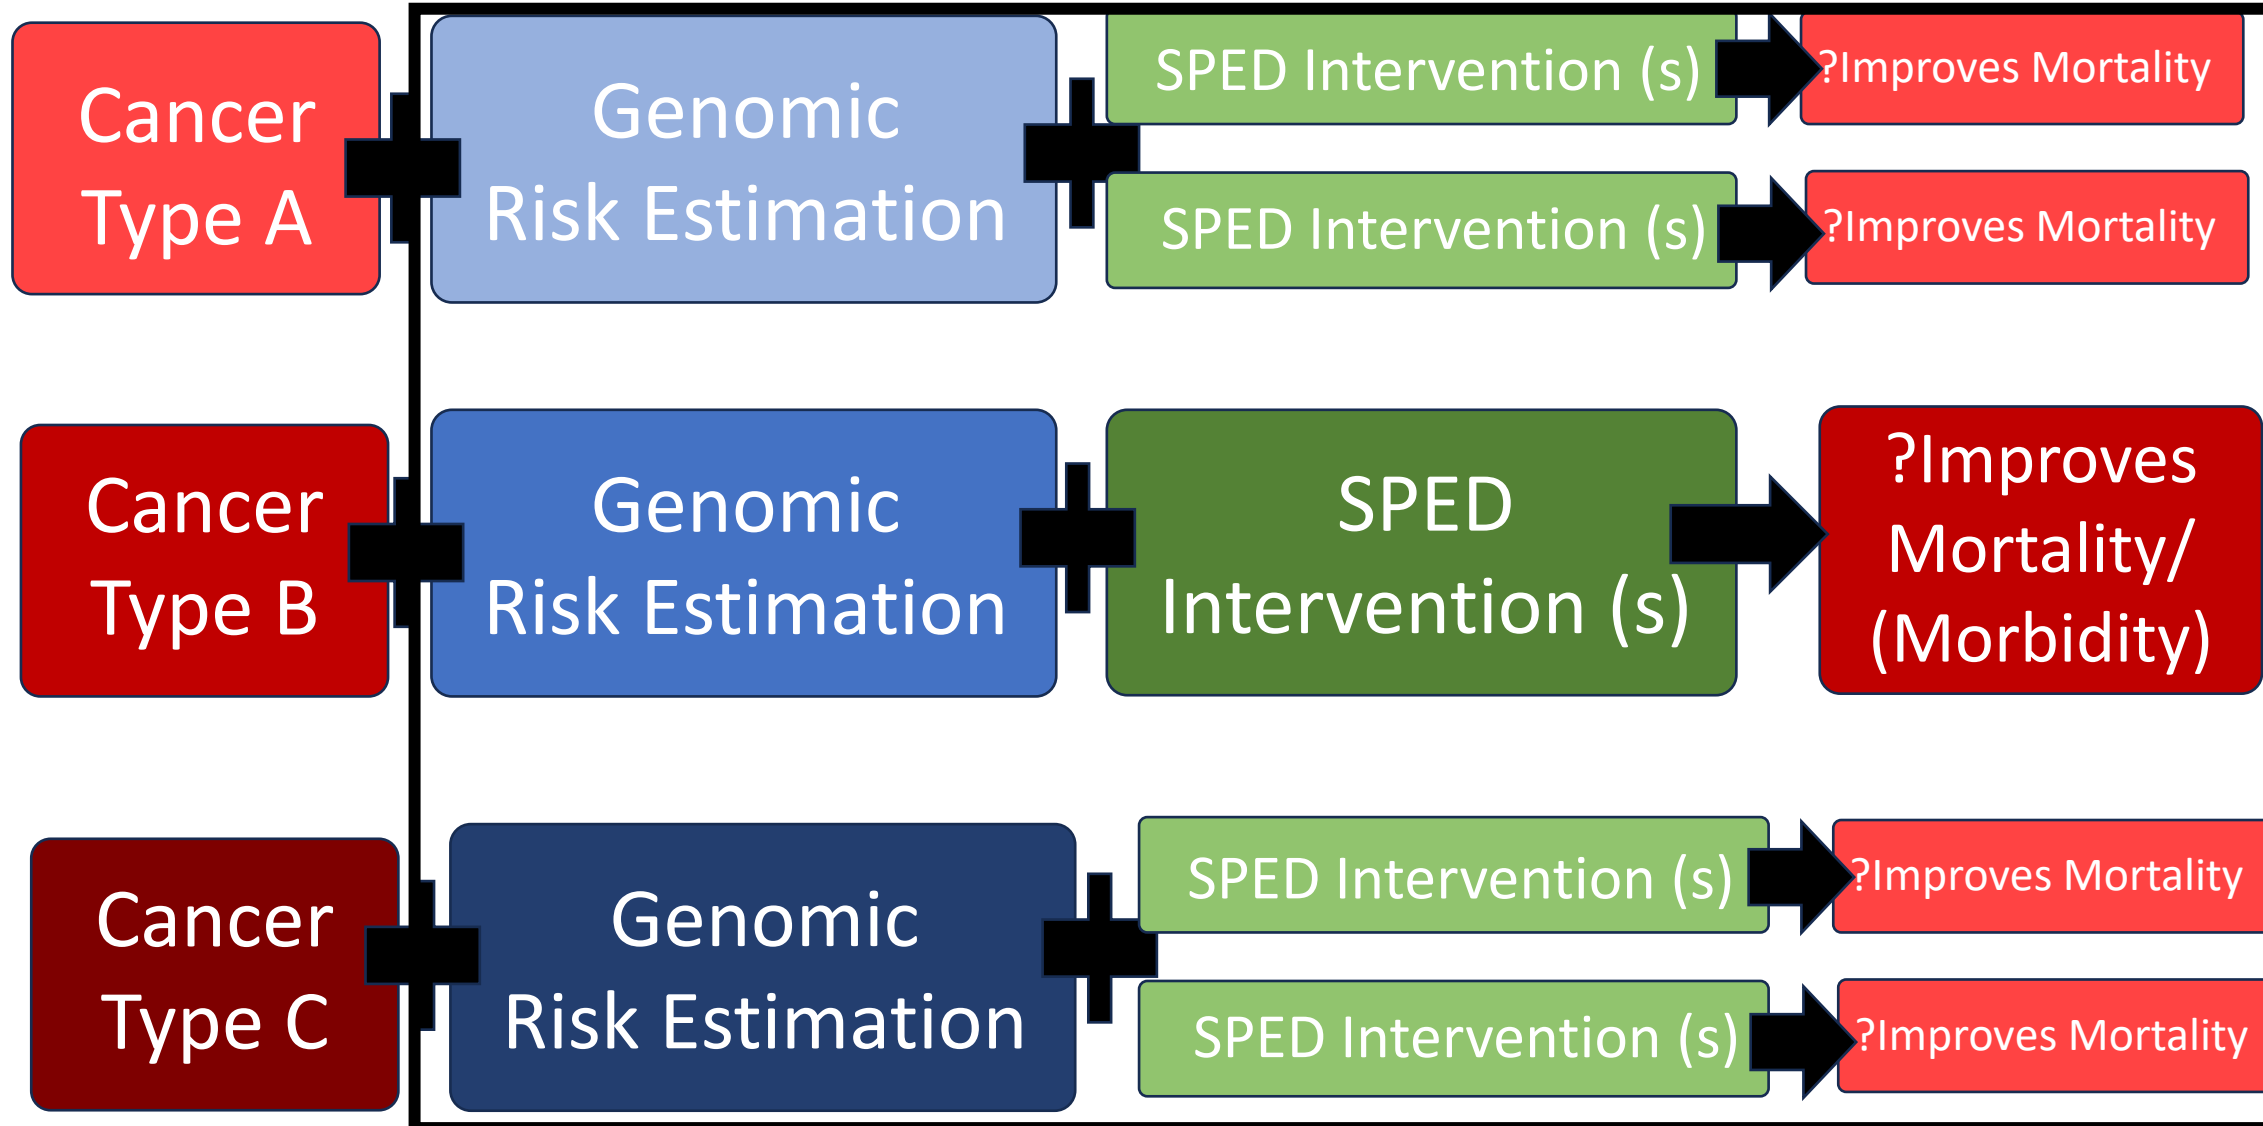 Cancer
Type A
Genomic
Risk Estimation
SPED Intervention (s)
?Improves Mortality
SPED Intervention (s)
?Improves Mortality
Cancer
Type B
Genomic
Risk Estimation
SPED
Intervention (s)
?Improves
Mortality/
(Morbidity)
Cancer
Type C
Genomic
Risk Estimation
SPED Intervention (s)
?Improves Mortality
SPED Intervention (s)
?Improves Mortality